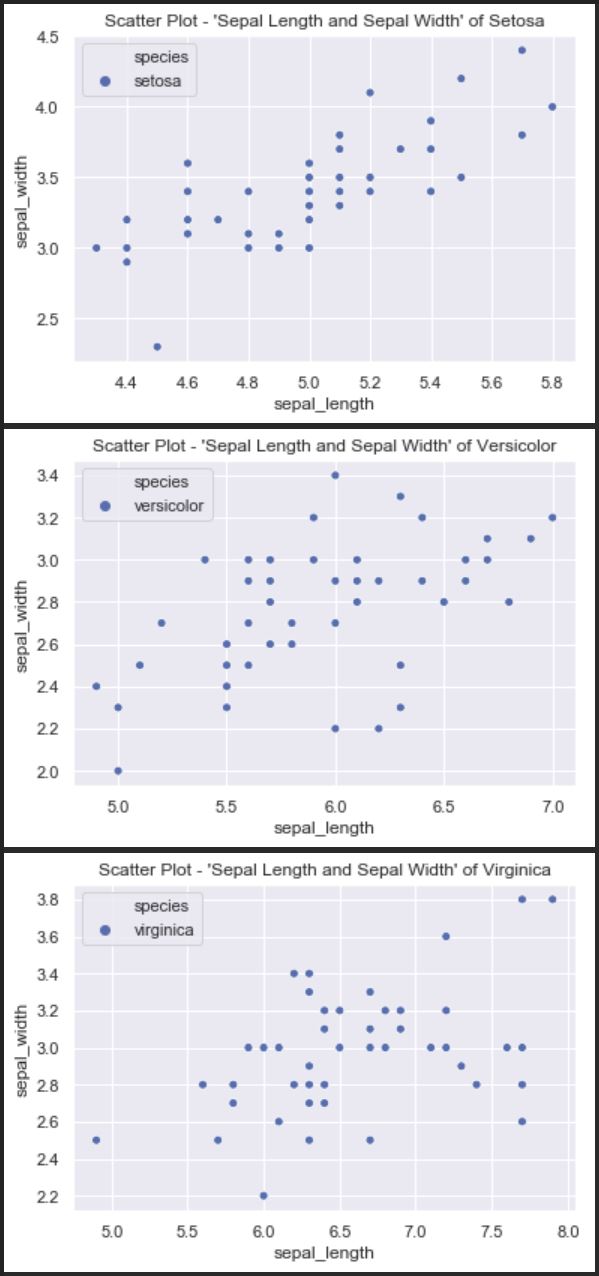 Scatter Plot - 'Sepal Length and Sepal Width' of Setosa
4.5
species
setosa
4.0
3.5
3.0
2.5
sepal_width
4.4 4.6 4.8 5.0 5.2 5.4 5.6 5.8
sepal_length
Scatter Plot - 'Sepal Length and Sepal Width' of Versicolor
3.4
species
versicolor
3.2
3.0
2.8
2.6
2.4
2.2
2.0
sepal_width
5.0 5.5 6.0 6.5 7.0
sepal_length
Scatter Plot - 'Sepal Length and Sepal Width' of Virginica
3.8
species
virginica
3.6
3.4
3.2
3.0
2.8
2.6
2.4
2.2
sepal_width
5.0 5.5 6.0 6.5 7.0 7.5 8.0
sepal_length